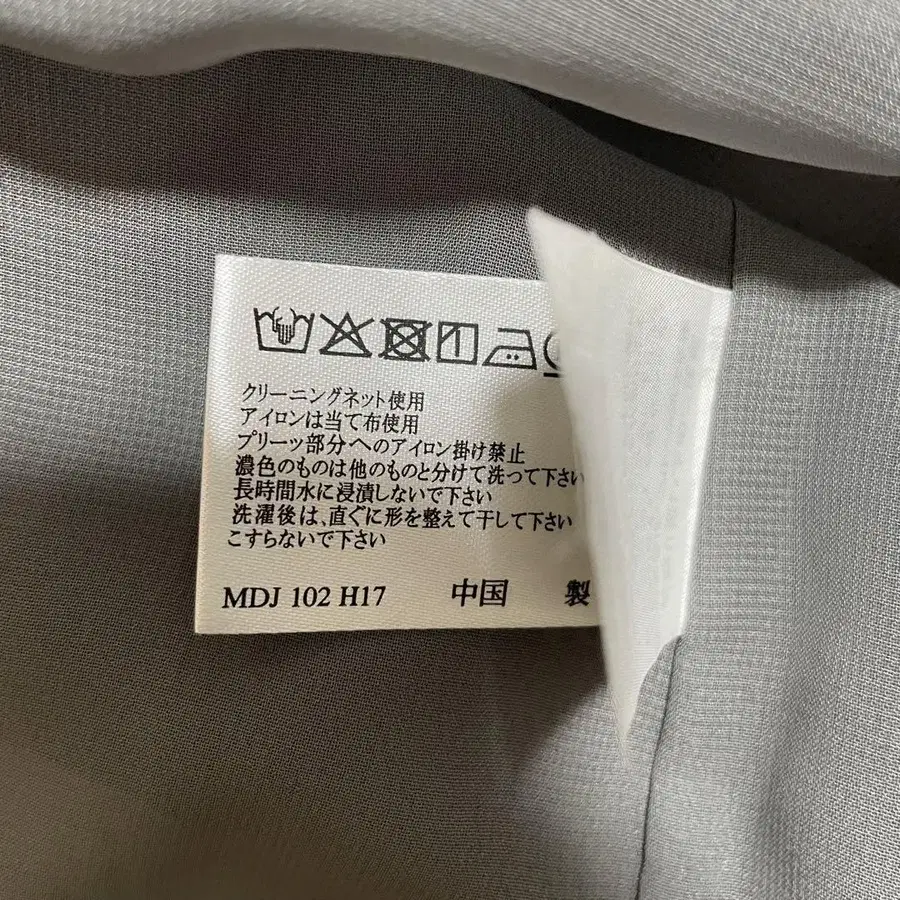 クリーニングネット使用
アイロンは当て布使用
プリーツ部分へのアイロン掛け禁止
濃色のものは他のものと分けて洗って下さい
長時間水に浸漬しないで下さい
洗濯後は、直ぐに形を整えて干して下さい
こすらないで下さい
MDJ 102 H17 中国 製